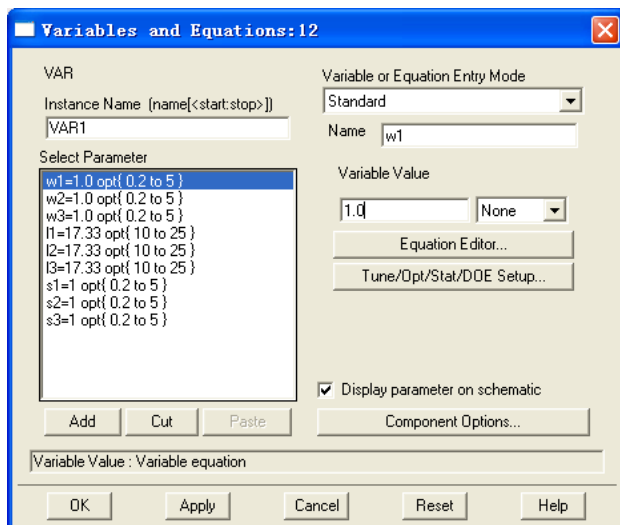 Variables and Equations:12
VAR
Instance Name (name[<start:stop>])
VAR1
Select Parameter
w1=1.0 opt{ 0.2 to 5 }
w2=1.0 opt{ 0.2 to 5 }
w3=1.0 opt{ 0.2 to 5 }
l1=17.33 opt{ 10 to 25 }
l2=17.33 opt{ 10 to 25 }
l3=17.33 opt{ 10 to 25 }
s1=1 opt{ 0.2 to 5 }
s2=1 opt{ 0.2 to 5 }
s3=1 opt{ 0.2 to 5 }
Add Cut Paste
Variable or Equation Entry Mode
Standard
Name w1
Variable Value
1.0 None
Equation Editor...
Tune/Opt/Stat/DOE Setup...
Display parameter on schematic
Component Options...
Variable Value : Variable equation
OK Apply Cancel Reset Help